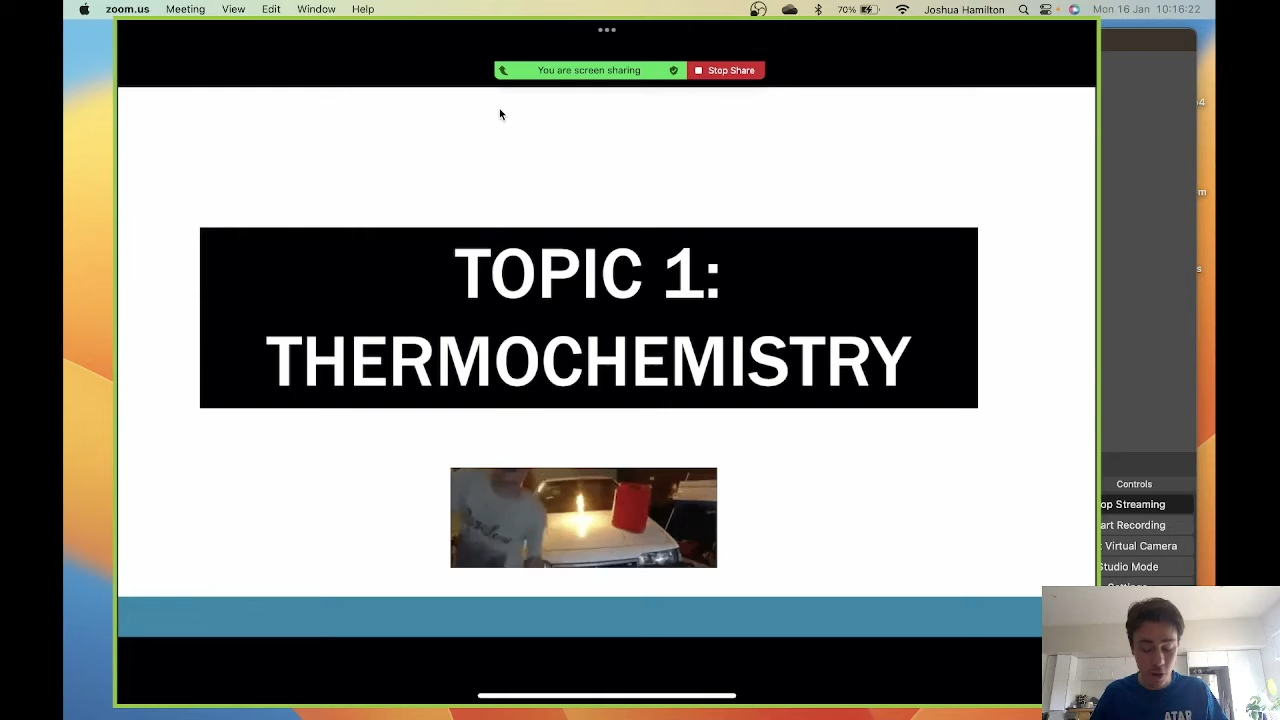 zoom.us Meeting View Edit Window Help 70% Joshua Hamilton Mon 16 Jan 10:16:22
You are screen sharing Stop Share
TOPIC 1:
THERMOCHEMISTRY
Controls
op Streaming
art Recording
Virtual Camera
Studio Mode
ATAR